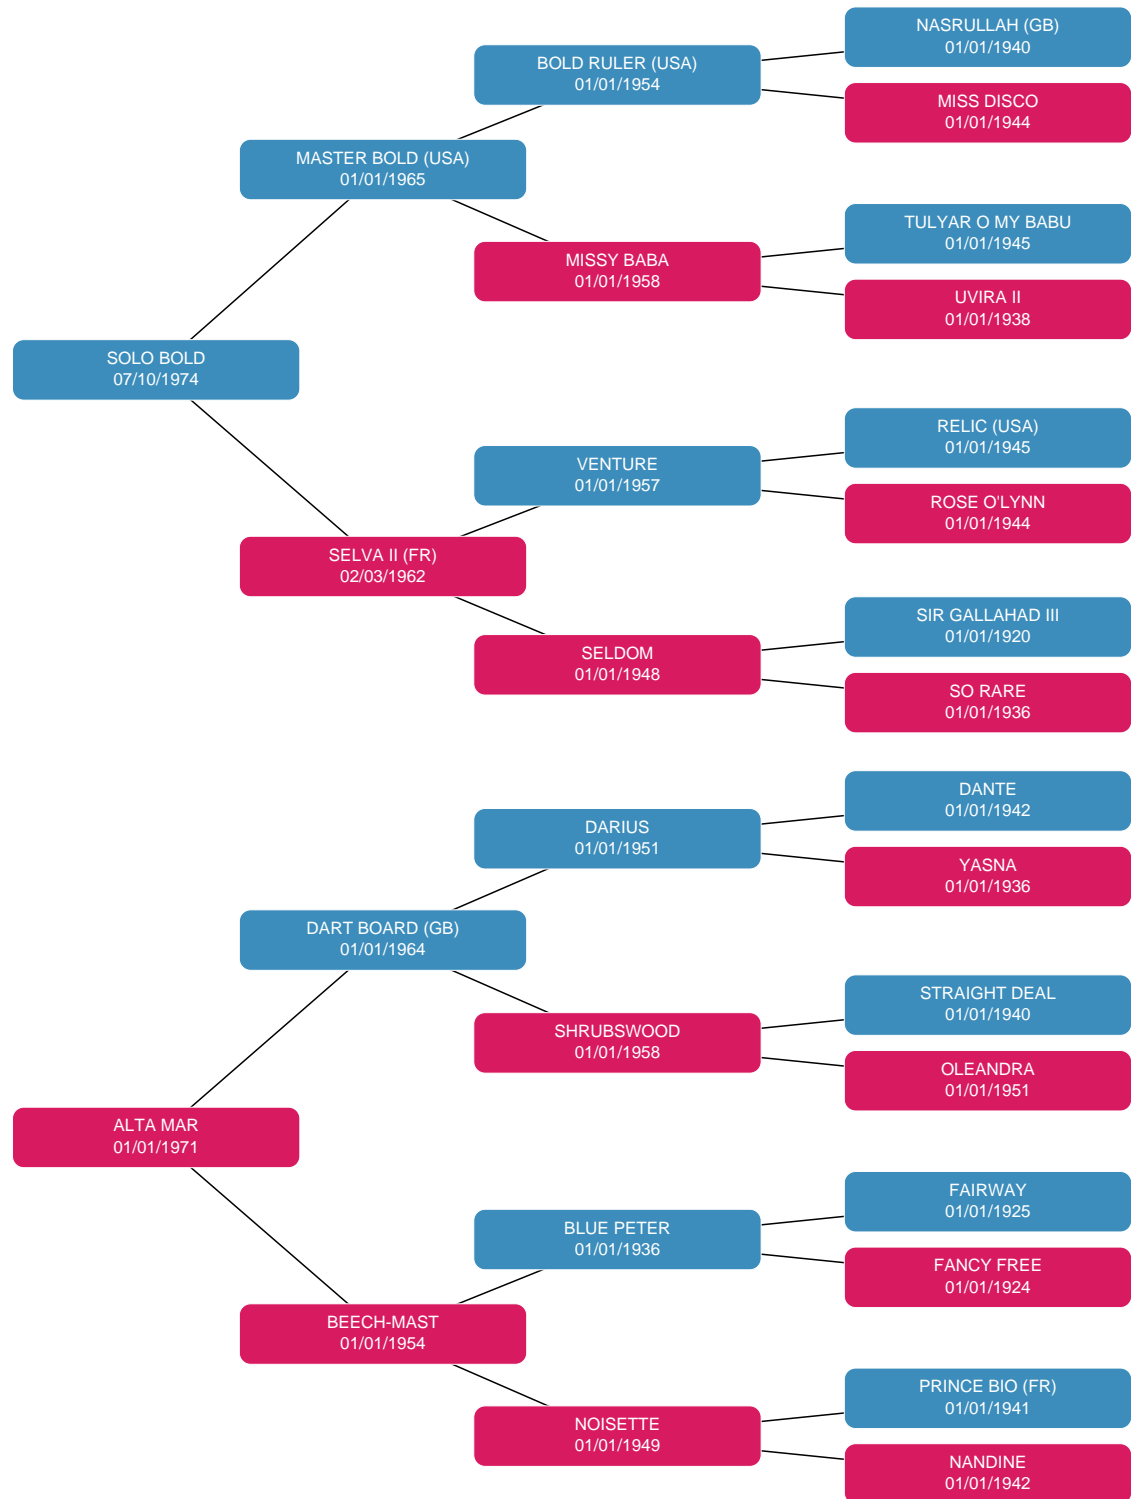 NASRULLAH (GB)
01/01/1940
BOLD RULER (USA)
01/01/1954
MISS DISCO
01/01/1944
MASTER BOLD (USA)
01/01/1965
TULYAR O MY BABU
01/01/1945
MISSY BABA
01/01/1958
UVIRA II
01/01/1938
SOLO BOLD
07/10/1974
RELIC (USA)
01/01/1945
VENTURE
01/01/1957
ROSE O'LYNN
01/01/1944
SELVA II (FR)
02/03/1962
SIR GALLAHAD III
01/01/1920
SELDOM
01/01/1948
SO RARE
01/01/1936
DANTE
01/01/1942
DARIUS
01/01/1951
YASNA
01/01/1936
DART BOARD (GB)
01/01/1964
STRAIGHT DEAL
01/01/1940
SHRUBSWOOD
01/01/1958
OLEANDRA
01/01/1951
ALTA MAR
01/01/1971
FAIRWAY
01/01/1925
BLUE PETER
01/01/1936
FANCY FREE
01/01/1924
BEECH-MAST
01/01/1954
PRINCE BIO (FR)
01/01/1941
NOISETTE
01/01/1949
NANDINE
01/01/1942